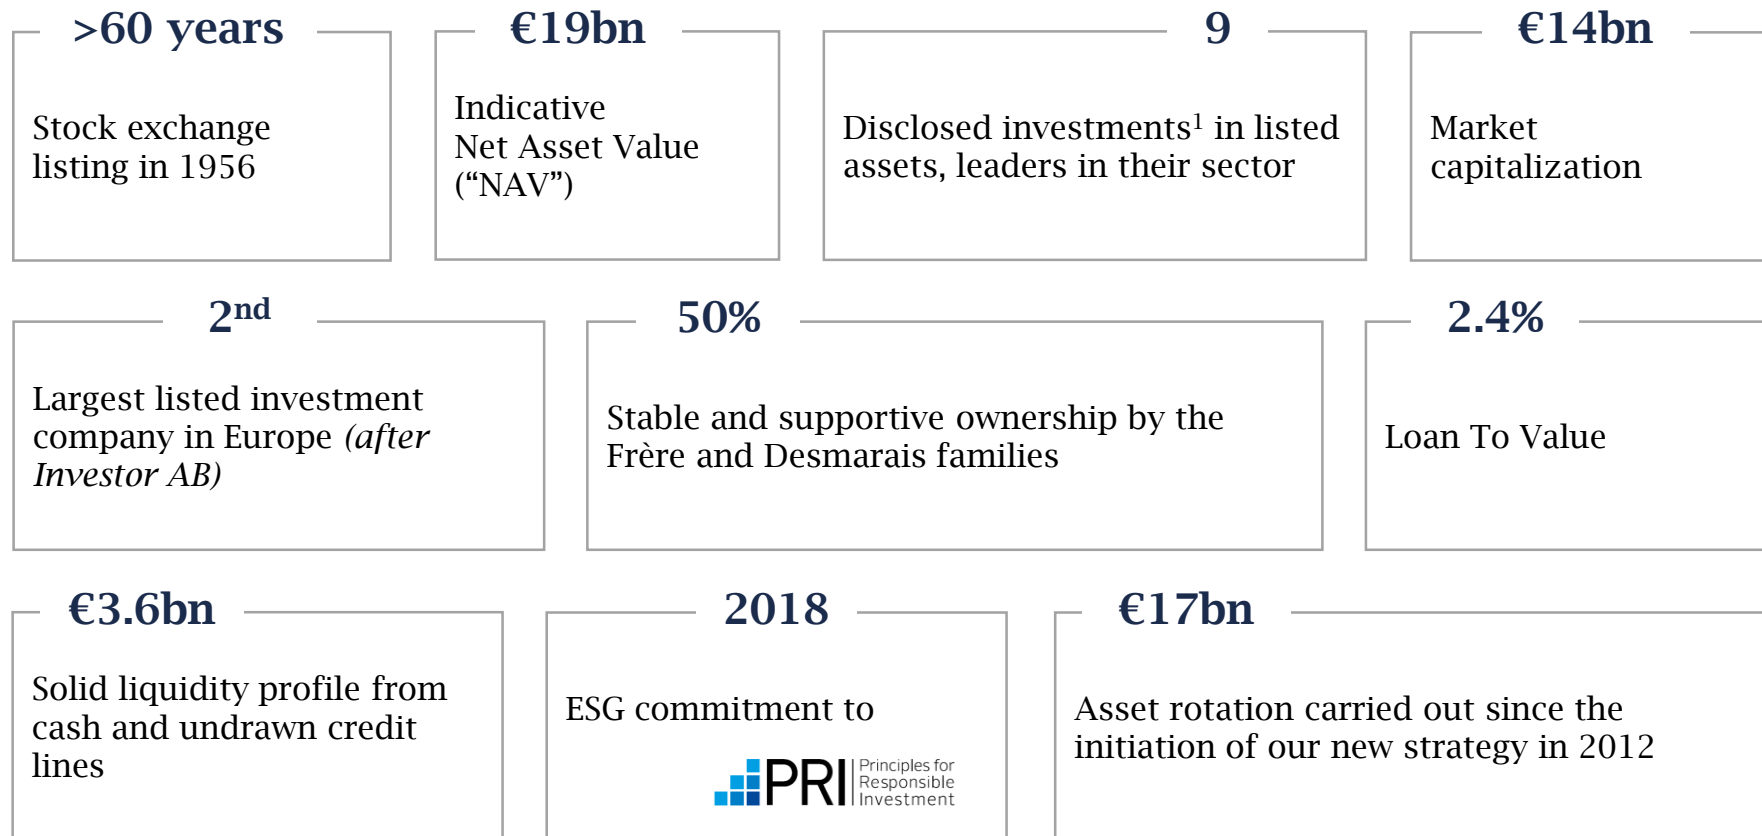 >60 years
Stock exchange
listing in 1956
€19bn
Indicative
Net Asset Value
(“NAV”)
9
Disclosed investments¹ in listed
assets, leaders in their sector
€14bn
Market
capitalization
2nd
Largest listed investment
company in Europe (after
Investor AB)
50%
Stable and supportive ownership by the
Frère and Desmarais families
2.4%
Loan To Value
€3.6bn
Solid liquidity profile from
cash and undrawn credit
lines
2018
ESG commitment to
PRI
Principles for
Responsible
Investment
€17bn
Asset rotation carried out since the
initiation of our new strategy in 2012